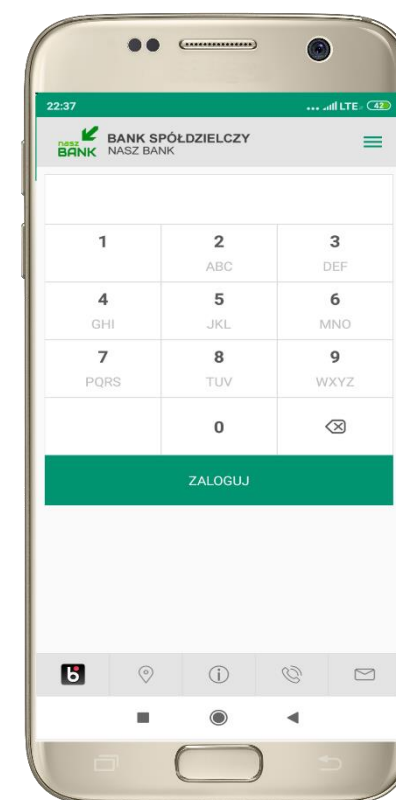 22:37
LTE 42
nasz BANK
BANK SPÓŁDZIELCZY
NASZ BANK
1 2 3
ABC DEF
4 5 6
GHI JKL MNO
7 8 9
PQRS TUV WXYZ
0
ZALOGUJ
b
i